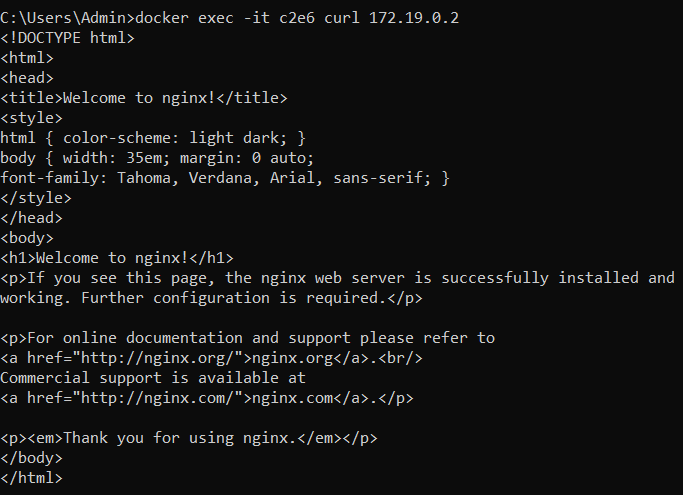 C:\Users\Admin>docker exec -it c2e6 curl 172.19.0.2
<!DOCTYPE html>
<html>
<head>
<title>Welcome to nginx!</title>
<style>
html { color-scheme: light dark; }
body { width: 35em; margin: 0 auto;
font-family: Tahoma, Verdana, Arial, sans-serif; }
</style>
</head>
<body>
<h1>Welcome to nginx!</h1>
<p>If you see this page, the nginx web server is successfully installed and
working. Further configuration is required.</p>

<p>For online documentation and support please refer to
<a href="http://nginx.org/">nginx.org</a>.<br/>
Commercial support is available at
<a href="http://nginx.com/">nginx.com</a>.</p>

<p><em>Thank you for using nginx.</em></p>
</body>
</html>